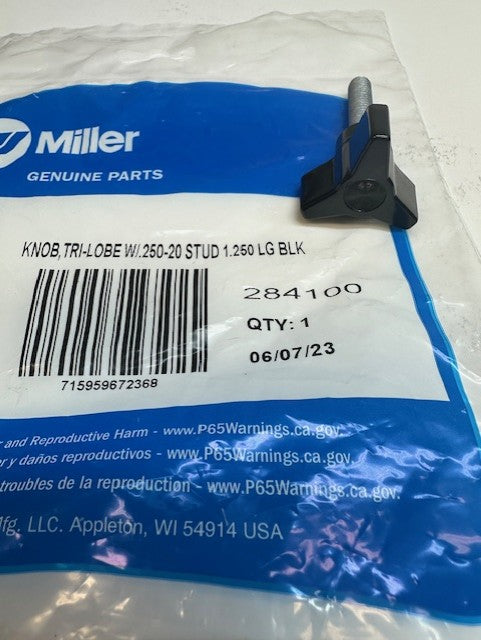 Miller
GENUINE PARTS
KNOB, TRI-LOBE W/.250-20 STUD 1.250 LG BLK
284100
QTY: 1
06/07/23
715959672368
and Reproductive Harm - www.P65Warnings.ca.gov.
y daños reproductivos - www.P65Warnings.ca.gov.
troubles de la reproduction - www.P65Warnings.ca.gov.
LLC. Appleton, WI 54914 USA